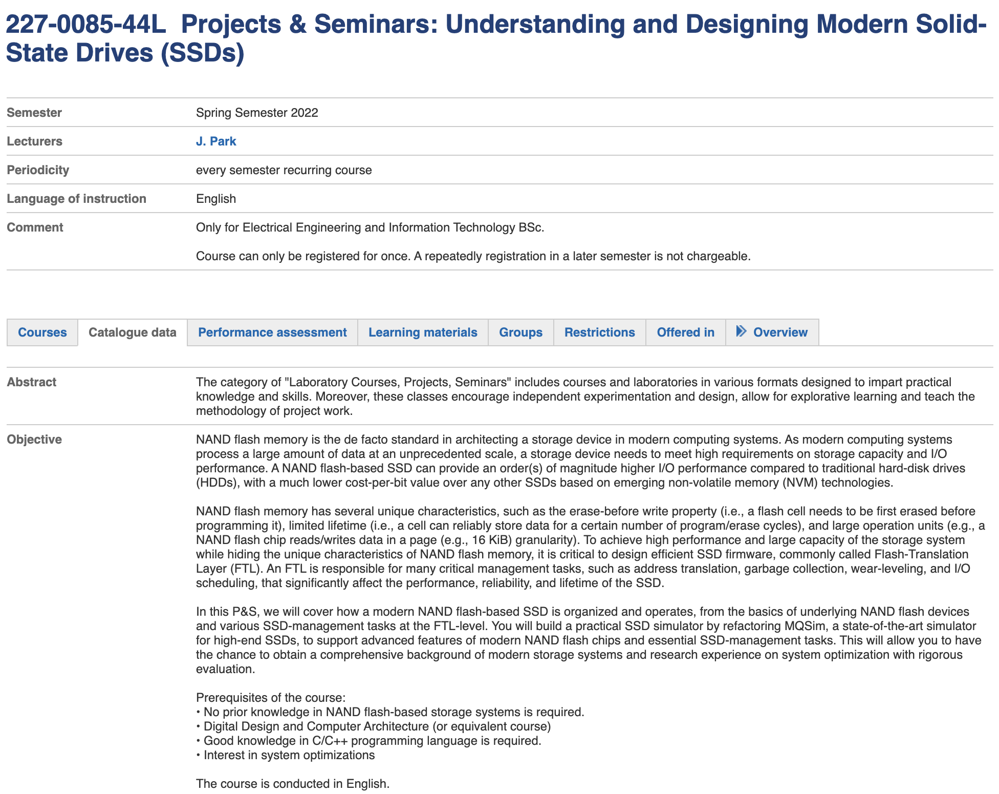 227-0085-44L  Projects & Seminars: Understanding and Designing Modern Solid-
State Drives (SSDs)
Semester Spring Semester 2022
Lecturers J. Park
Periodicity every semester recurring course
Language of instruction English
Comment Only for Electrical Engineering and Information Technology BSc.
Course can only be registered for once. A repeatedly registration in a later semester is not chargeable.
Courses Catalogue data Performance assessment Learning materials Groups Restrictions Offered in Overview
Abstract The category of "Laboratory Courses, Projects, Seminars" includes courses and laboratories in various formats designed to impart practical
knowledge and skills. Moreover, these classes encourage independent experimentation and design, allow for explorative learning and teach the
methodology of project work.
Objective NAND flash memory is the de facto standard in architecting a storage device in modern computing systems. As modern computing systems
process a large amount of data at an unprecedented scale, a storage device needs to meet high requirements on storage capacity and I/O
performance. A NAND flash-based SSD can provide an order(s) of magnitude higher I/O performance compared to traditional hard-disk drives
(HDDs), with a much lower cost-per-bit value over any other SSDs based on emerging non-volatile memory (NVM) technologies.
NAND flash memory has several unique characteristics, such as the erase-before write property (i.e., a flash cell needs to be first erased before
programming it), limited lifetime (i.e., a cell can reliably store data for a certain number of program/erase cycles), and large operation units (e.g., a
NAND flash chip reads/writes data in a page (e.g., 16 KiB) granularity). To achieve high performance and large capacity of the storage system
while hiding the unique characteristics of NAND flash memory, it is critical to design efficient SSD firmware, commonly called Flash-Translation
Layer (FTL). An FTL is responsible for many critical management tasks, such as address translation, garbage collection, wear-leveling, and I/O
scheduling, that significantly affect the performance, reliability, and lifetime of the SSD.
In this P&S, we will cover how a modern NAND flash-based SSD is organized and operates, from the basics of underlying NAND flash devices
and various SSD-management tasks at the FTL-level. You will build a practical SSD simulator by refactoring MQSim, a state-of-the-art simulator
for high-end SSDs, to support advanced features of modern NAND flash chips and essential SSD-management tasks. This will allow you to have
the chance to obtain a comprehensive background of modern storage systems and research experience on system optimization with rigorous
evaluation.
Prerequisites of the course:
• No prior knowledge in NAND flash-based storage systems is required.
• Digital Design and Computer Architecture (or equivalent course)
• Good knowledge in C/C++ programming language is required.
• Interest in system optimizations
The course is conducted in English.